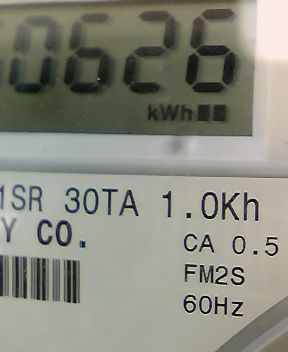 0626
kWh
1SR 30TA 1.0Kh
Y CO.
CA 0.5
FM2S
60Hz